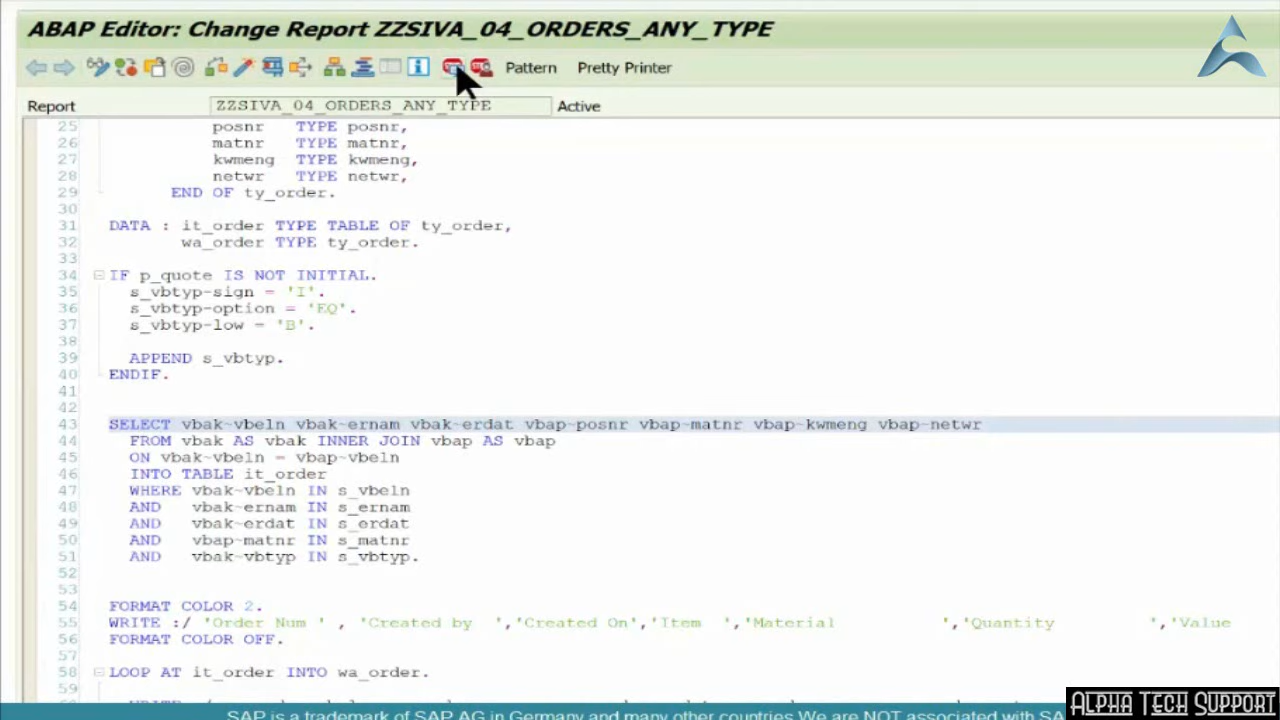 ABAP Editor: Change Report ZZSIVA_04_ORDERS_ANY_TYPE
Pattern Pretty Printer
Report ZZSIVA_04_ORDERS_ANY_TYPE Active
25 posnr TYPE posnr,
26 matnr TYPE matnr,
27 kwmeng TYPE kwmeng,
28 netwr TYPE netwr,
29 END OF ty_order.
30
31 DATA : it_order TYPE TABLE OF ty_order,
32 wa_order TYPE ty_order.
33
34 IF p_quote IS NOT INITIAL.
35 s_vbtyp-sign = 'I'.
36 s_vbtyp-option = 'EQ'.
37 s_vbtyp-low = 'B'.
38
39 APPEND s_vbtyp.
40 ENDIF.
41
42
43 SELECT vbak~vbeln vbak~ernam vbak~erdat vbap~posnr vbap~matnr vbap~kwmeng vbap~netwr
44 FROM vbak AS vbak INNER JOIN vbap AS vbap
45 ON vbak~vbeln = vbap~vbeln
46 INTO TABLE it_order
47 WHERE vbak~vbeln IN s_vbeln
48 AND vbak~ernam IN s_ernam
49 AND vbak~erdat IN s_erdat
50 AND vbap~matnr IN s_matnr
51 AND vbak~vbtyp IN s_vbtyp.
52
53
54 FORMAT COLOR 2.
55 WRITE :/ 'Order Num ' , 'Created by ','Created On','Item ','Material ','Quantity ','Value
56 FORMAT COLOR OFF.
57
58 LOOP AT it_order INTO wa_order.
59
SAP is a trademark of SAP AG in Germany and many other countries We are NOT associated with SA
ALPHA TECH SUPPORT